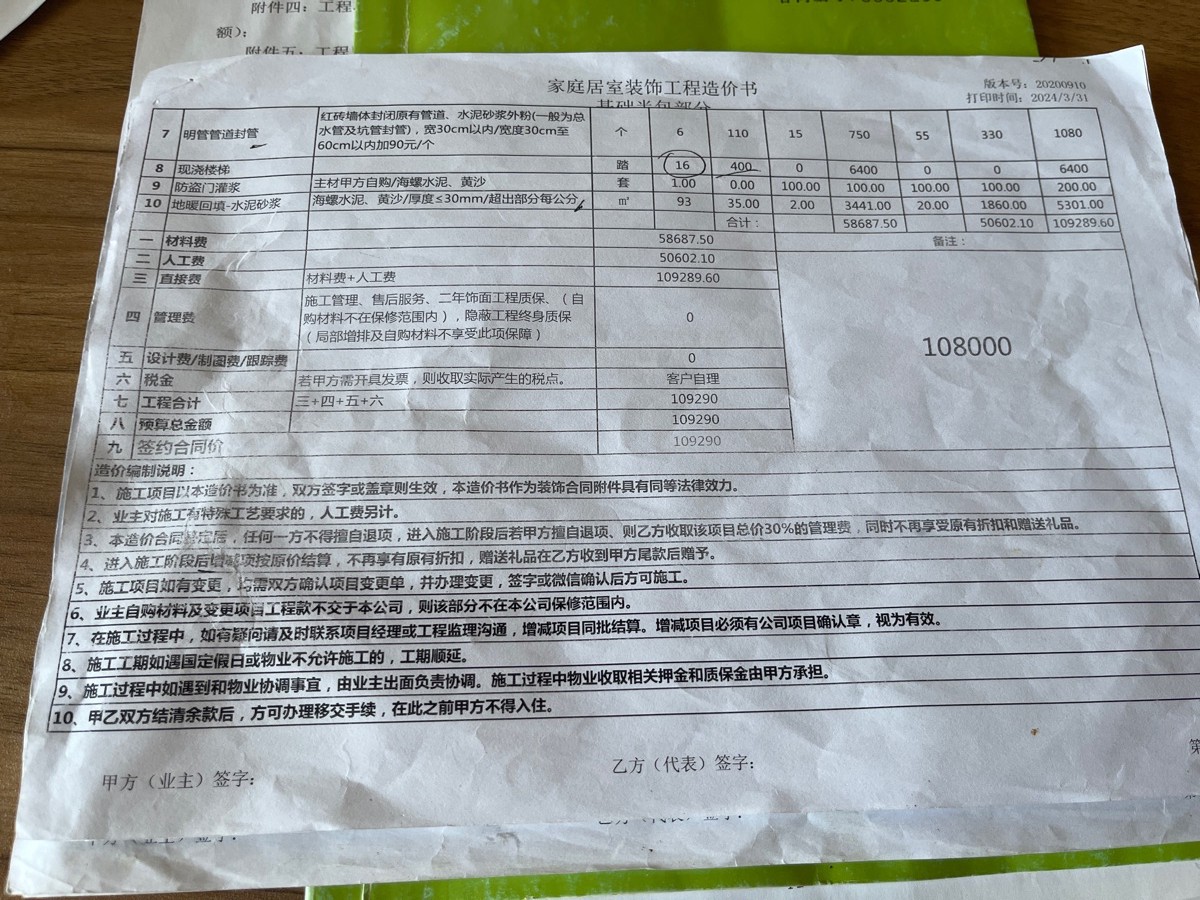 附件四：工程
额）：
附件五：工程
家庭居室装饰工程造价书
版本号：20200910
基础半包部分
打印时间：2024/3/31
7 明管管道封管 红砖墙体封闭原有管道、水泥砂浆外粉(一般为总水管及坑管封管)，宽30cm以内/宽度30cm至60cm以内加90元/个 个 6 110 15 750 55 330 1080
8 现浇楼梯 踏 16 400 0 6400 0 0 6400
9 防盗门灌浆 主材甲方自购/海螺水泥、黄沙 套 1.00 0.00 100.00 100.00 100.00 100.00 200.00
10 地暖回填-水泥砂浆 海螺水泥、黄沙/厚度≤30mm/超出部分每公分 ㎡ 93 35.00 2.00 3441.00 20.00 1860.00 5301.00
合计： 58687.50 50602.10 109289.60
一 材料费 58687.50 备注：
二 人工费 50602.10
三 直接费 材料费+人工费 109289.60
四 管理费 施工管理、售后服务、二年饰面工程质保、（自购材料不在保修范围内），隐蔽工程终身质保（局部增排及自购材料不享受此项保障） 0
108000
五 设计费/制图费/跟踪费 0
六 税金 若甲方需开具发票，则收取实际产生的税点。 客户自理
七 工程合计 三+四+五+六 109290
八 预算总金额 109290
九 签约合同价 109290
造价编制说明：
1、施工项目以本造价书为准，双方签字或盖章则生效，本造价书作为装饰合同附件具有同等法律效力。
2、业主对施工有特殊工艺要求的，人工费另计。
3、本造价合同签定后，任何一方不得擅自退项，进入施工阶段后若甲方擅自退项、则乙方收取该项目总价30%的管理费，同时不再享受原有折扣和赠送礼品。
4、进入施工阶段后增减项按原价结算，不再享有原有折扣，赠送礼品在乙方收到甲方尾款后赠予。
5、施工项目如有变更，均需双方确认项目变更单，并办理变更，签字或微信确认后方可施工。
6、业主自购材料及变更项目工程款不交于本公司，则该部分不在本公司保修范围内。
7、在施工过程中，如有疑问请及时联系项目经理或工程监理沟通，增减项目同批结算。增减项目必须有公司项目确认章，视为有效。
8、施工工期如遇国定假日或物业不允许施工的，工期顺延。
9、施工过程中如遇到和物业协调事宜，由业主出面负责协调。施工过程中物业收取相关押金和质保金由甲方承担。
10、甲乙双方结清余款后，方可办理移交手续，在此之前甲方不得入住。
第
甲方（业主）签字： 乙方（代表）签字：